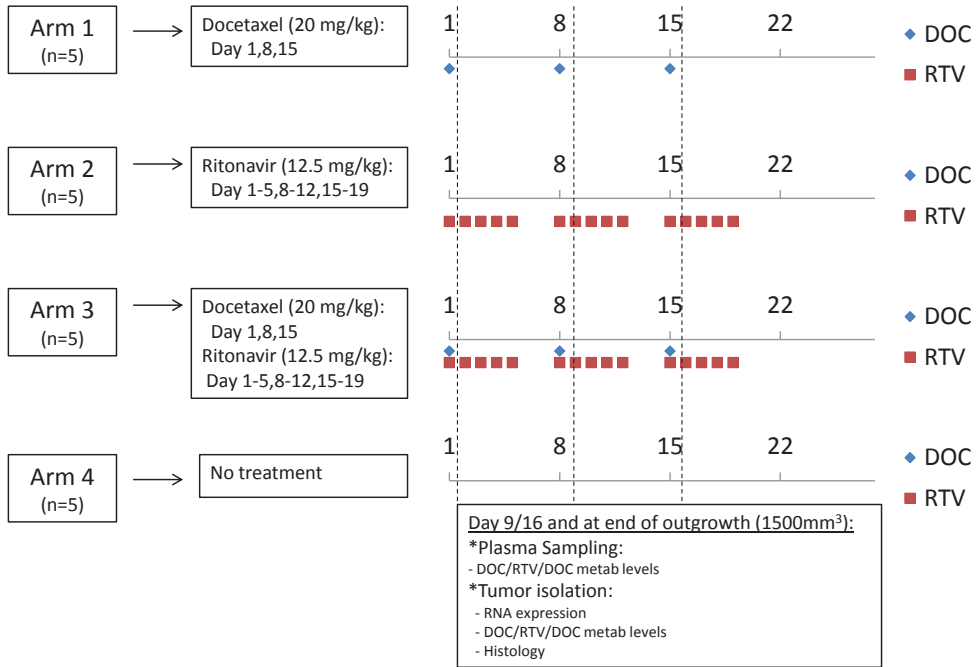 Arm 1
(n=5)
Docetaxel (20 mg/kg):
Day 1,8,15
1 8 15 22
DOC
RTV
Arm 2
(n=5)
Ritonavir (12.5 mg/kg):
Day 1-5,8-12,15-19
1 8 15 22
DOC
RTV
Arm 3
(n=5)
Docetaxel (20 mg/kg):
Day 1,8,15
Ritonavir (12.5 mg/kg):
Day 1-5,8-12,15-19
1 8 15 22
DOC
RTV
Arm 4
(n=5)
No treatment
1 8 15 22
DOC
RTV
Day 9/16 and at end of outgrowth (1500mm³):
*Plasma Sampling:
- DOC/RTV/DOC metab levels
*Tumor isolation:
- RNA expression
- DOC/RTV/DOC metab levels
- Histology